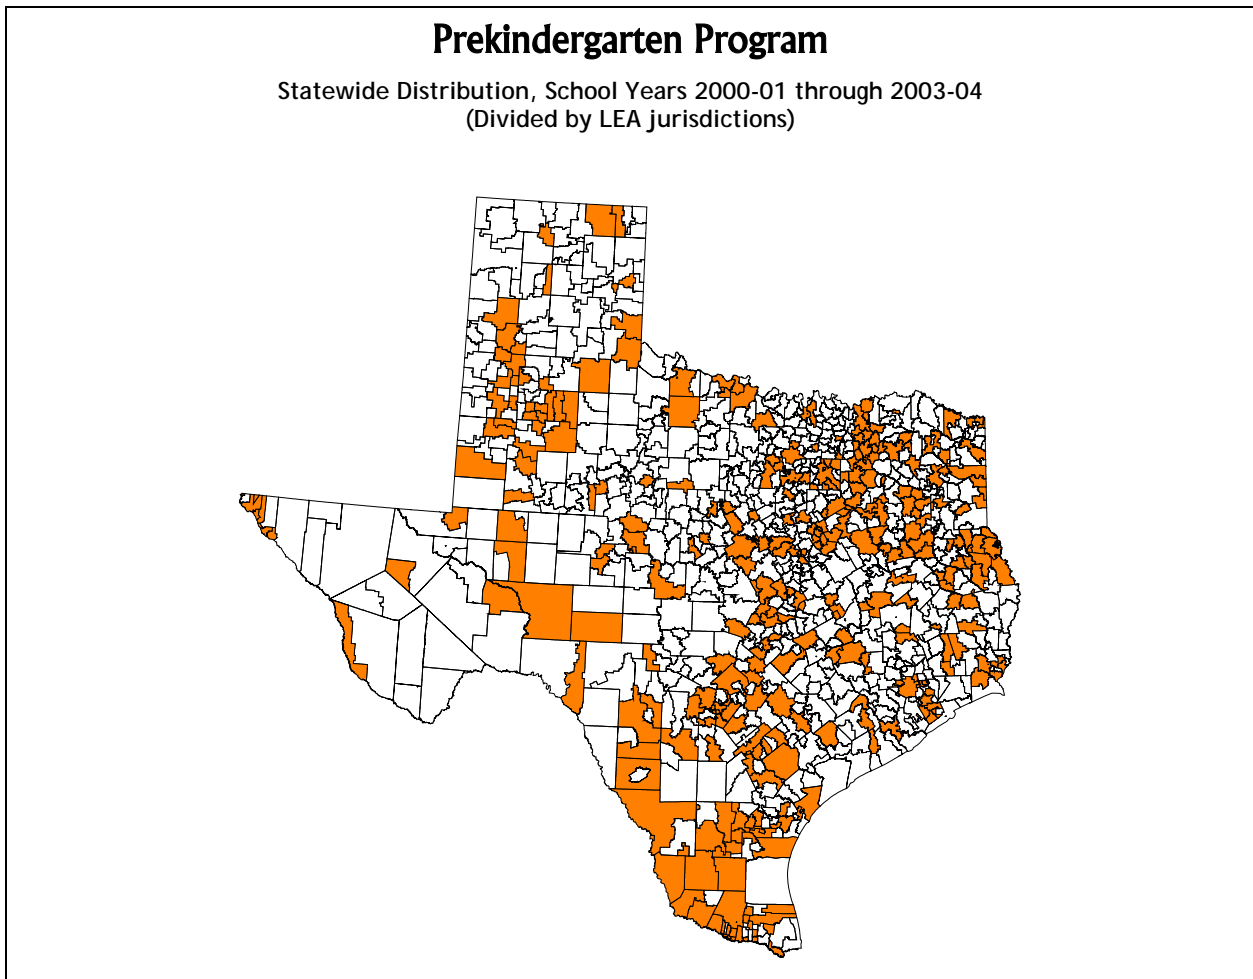 Prekindergarten Program
Statewide Distribution, School Years 2000-01 through 2003-04
(Divided by LEA jurisdictions)